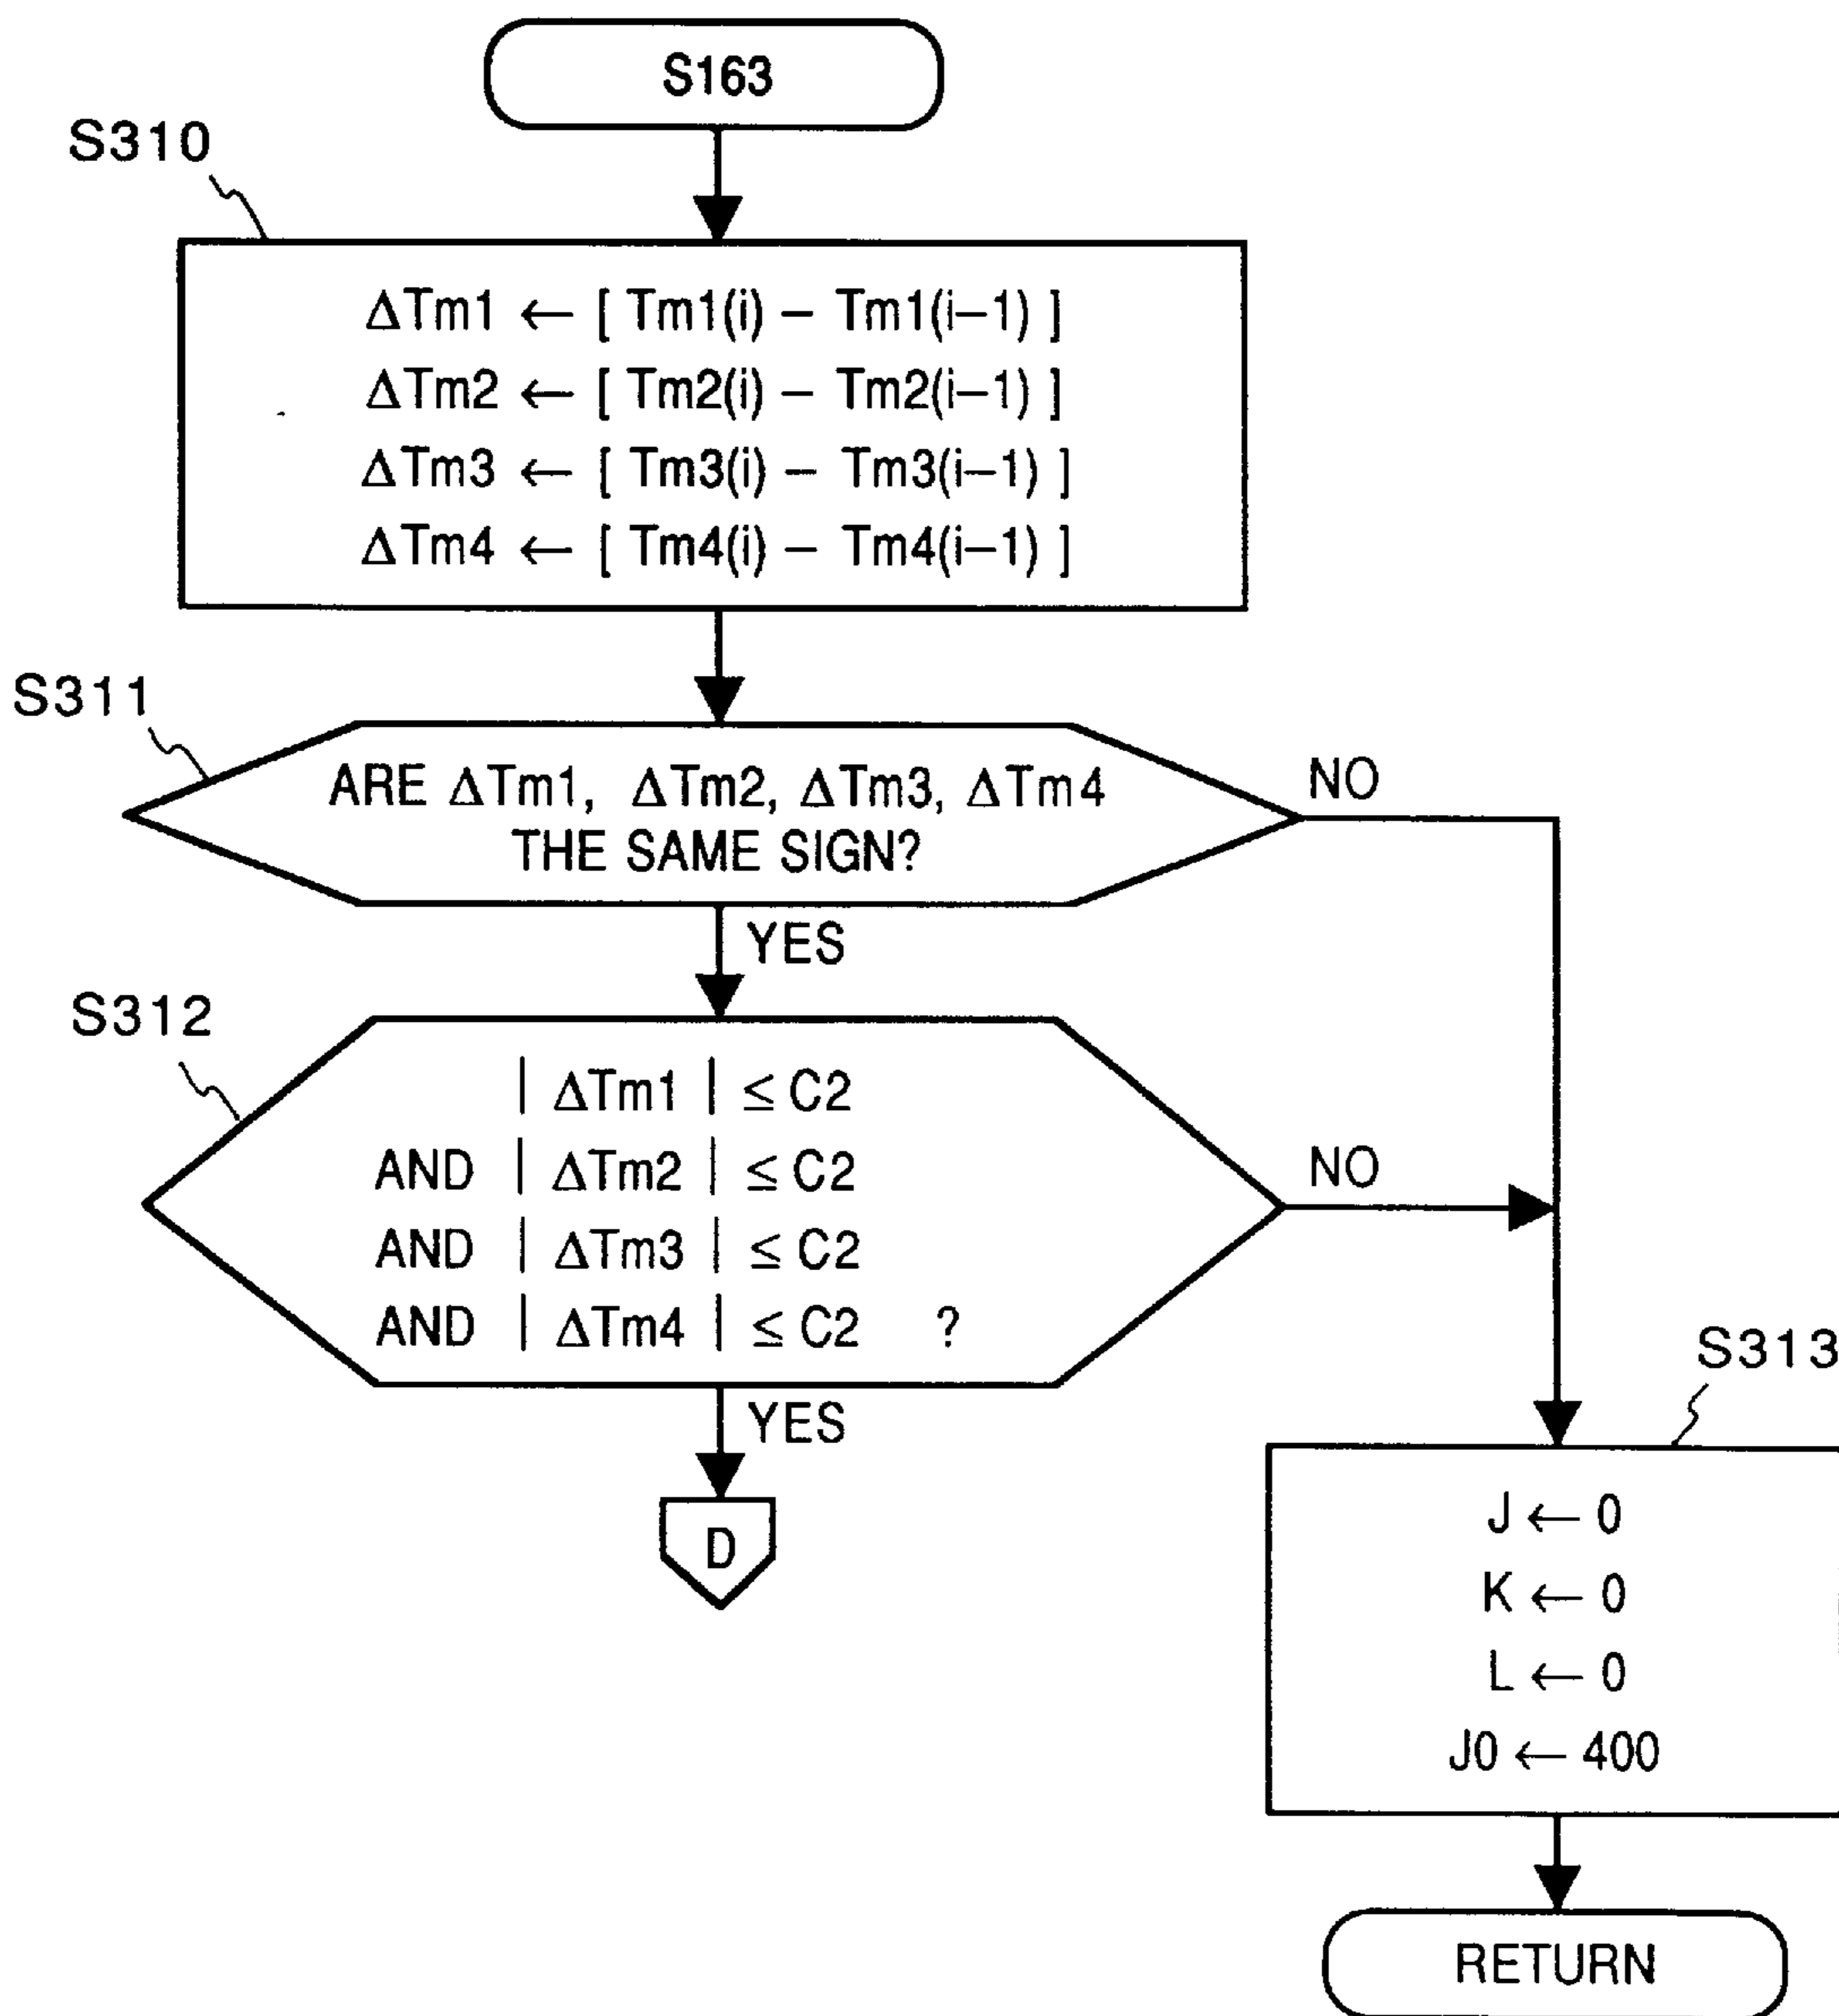 S163
S310
ΔTm1 ← [ Tm1(i) − Tm1(i−1) ]
ΔTm2 ← [ Tm2(i) − Tm2(i−1) ]
ΔTm3 ← [ Tm3(i) − Tm3(i−1) ]
ΔTm4 ← [ Tm4(i) − Tm4(i−1) ]
S311
ARE ΔTm1, ΔTm2, ΔTm3, ΔTm4
THE SAME SIGN?
NO
YES
S312
| ΔTm1 | ≤ C2
AND | ΔTm2 | ≤ C2
AND | ΔTm3 | ≤ C2
AND | ΔTm4 | ≤ C2 ?
NO
YES
D
S313
J ← 0
K ← 0
L ← 0
J0 ← 400
RETURN